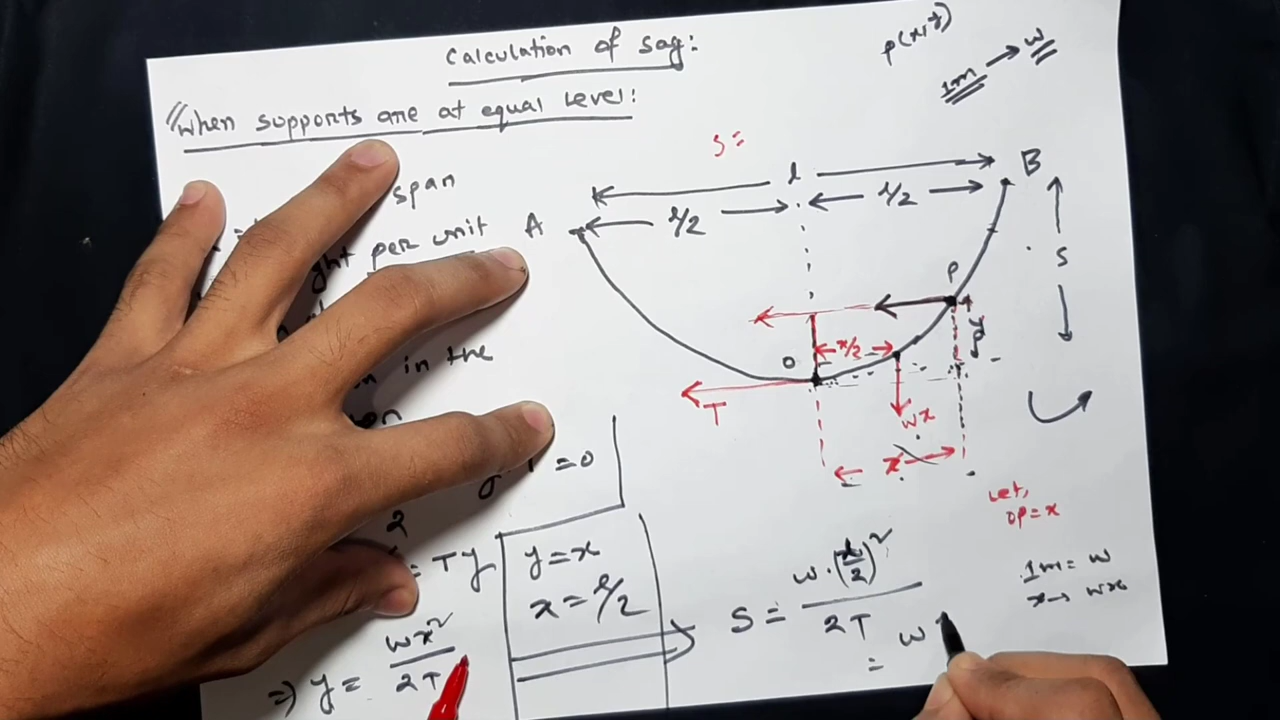 Calculation of sag:
P(x,y)
1m → w
When supports are at equal level:
S=
span
l
B
per unit
A
l/2
l/2
S
P
y
x/2
O
in the
T
wx
x
=0
Let,
OP=x
2
= Ty
y=x
x=l/2
S = w.(l/2)²
2T
1m = w
x→ wx
= w
wx²
⇒ y =
2T